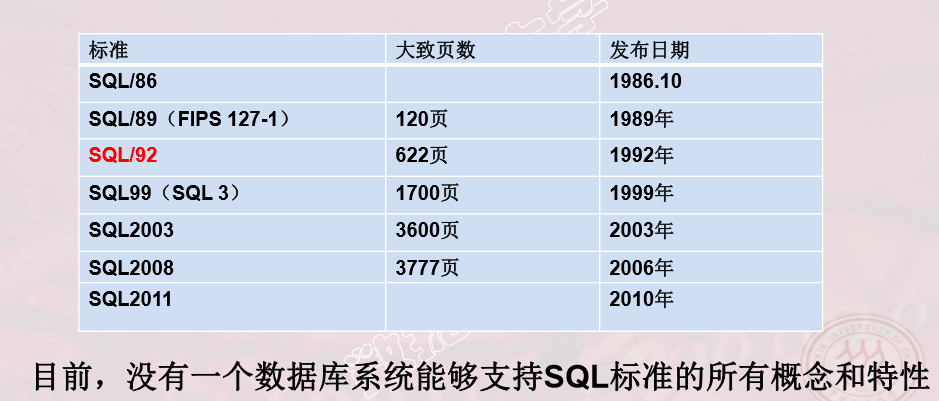 标准 大致页数 发布日期
SQL/86 1986.10
SQL/89（FIPS 127-1） 120页 1989年
SQL/92 622页 1992年
SQL99（SQL 3） 1700页 1999年
SQL2003 3600页 2003年
SQL2008 3777页 2006年
SQL2011 2010年
目前，没有一个数据库系统能够支持SQL标准的所有概念和特性